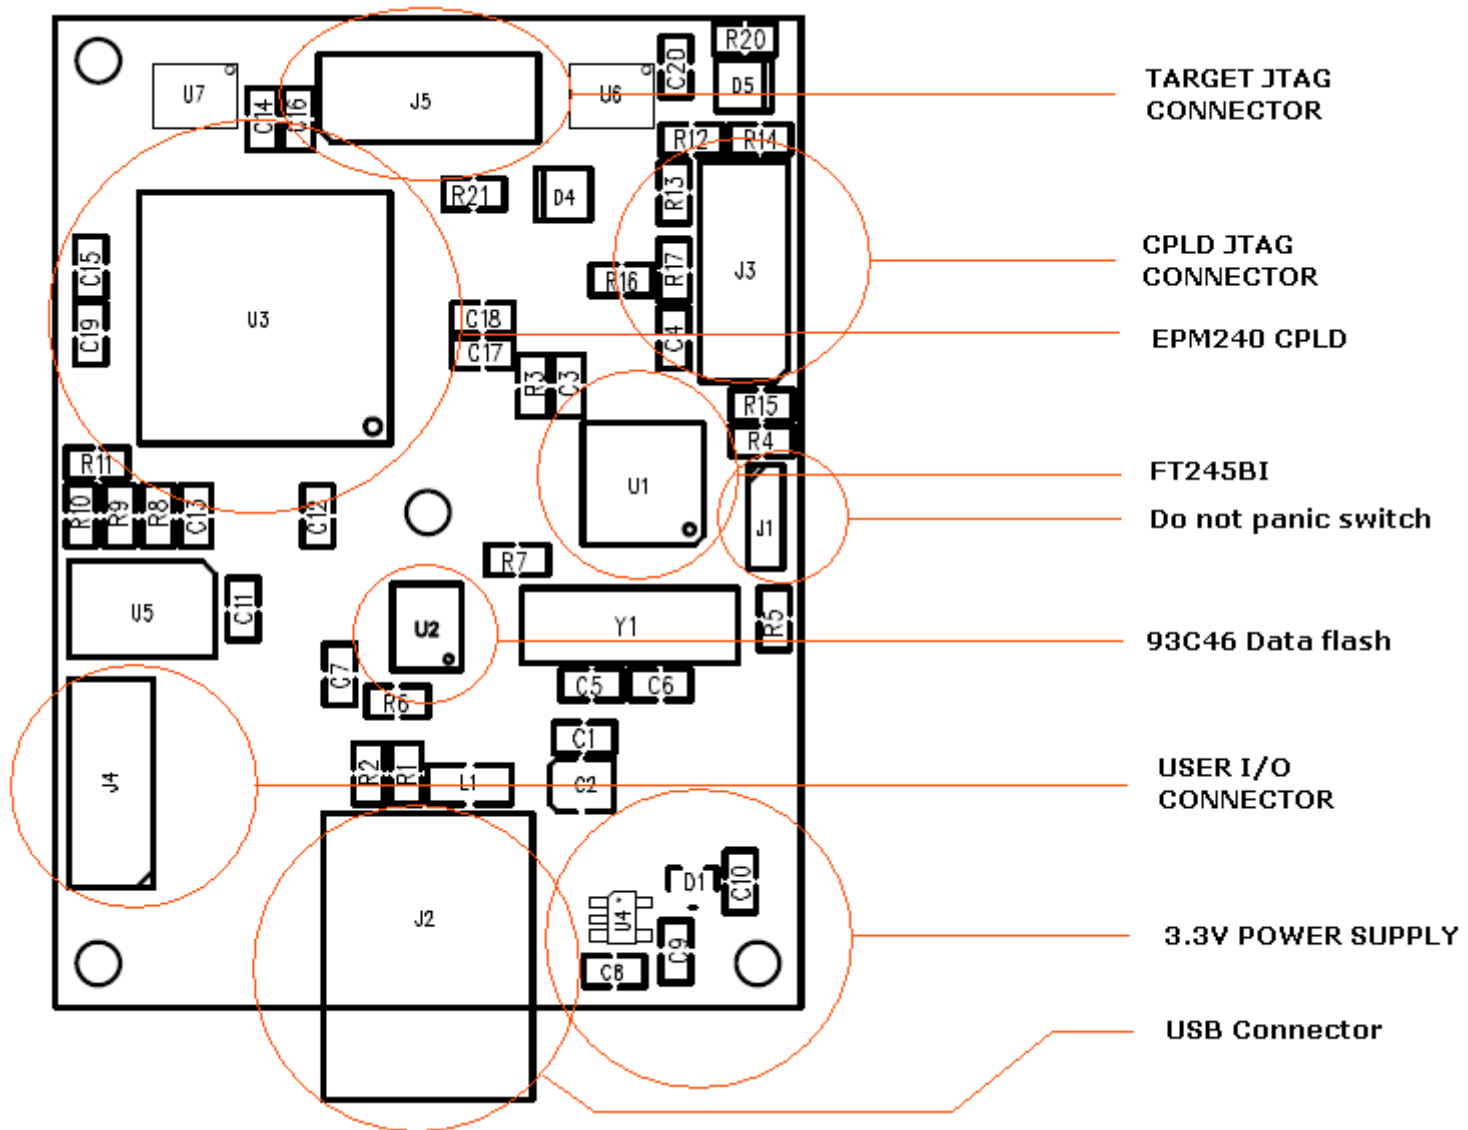 R20
C20
D5
U7
J5
U6
C14
C16
R12
R14
TARGET JTAG
CONNECTOR
R21
D4
R13
J3
CPLD JTAG
CONNECTOR
C15
C19
U3
R16
R17
C4
C18
C17
EPM240 CPLD
R3
C3
R15
R4
R11
R10
R9
R8
C13
C12
U1
J1
FT245BI
Do not panic switch
R7
U5
C11
U2
Y1
R5
93C46 Data flash
C7
R6
C5
C6
C1
J4
R2
R1
L1
C2
USER I/O
CONNECTOR
J2
D1
C10
U4
C9
C8
3.3V POWER SUPPLY
USB Connector